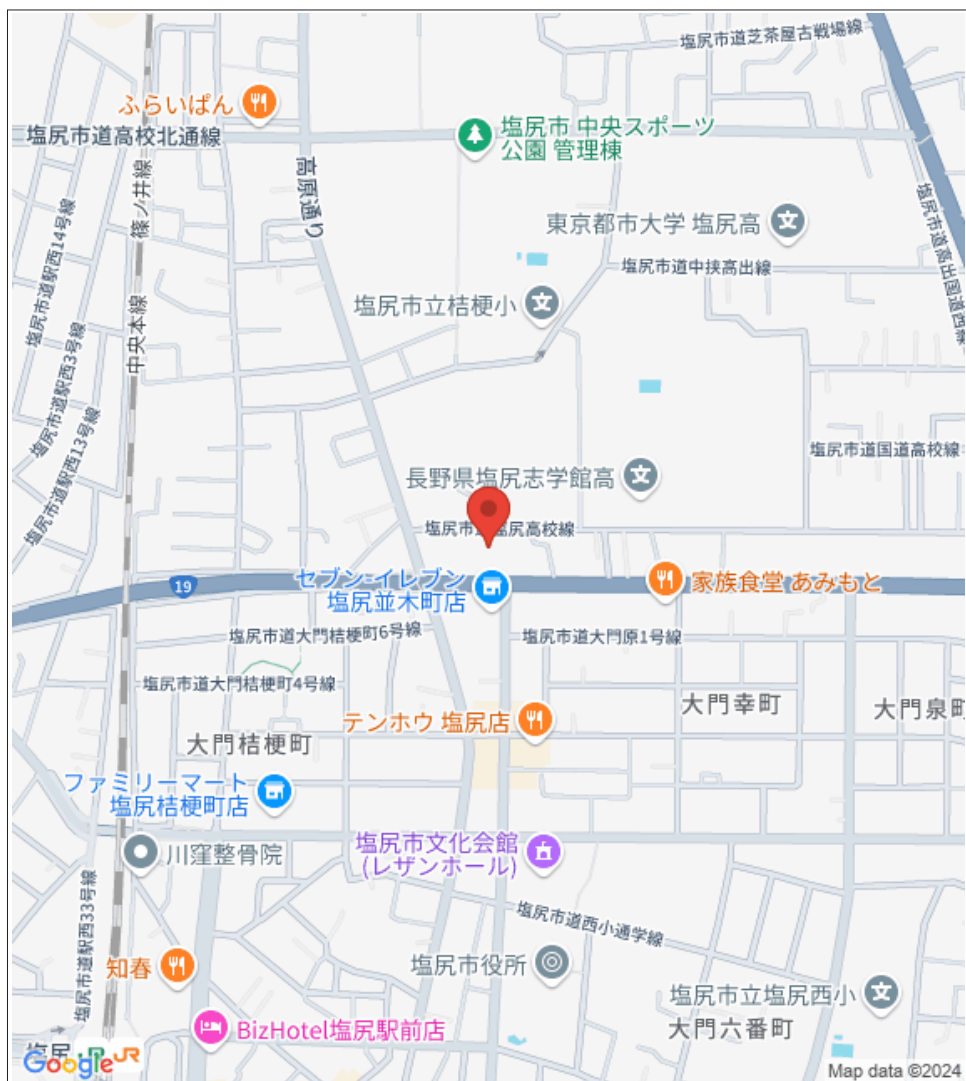 塩尻市道芝茶屋古戦場線
ふらいぱん
塩尻市道高校北通線
塩尻市 中央スポーツ
公園 管理棟
高原通り
篠ノ井線
中央本線
塩尻市道駅西14号線
塩尻市道駅西3号線
塩尻市道駅西13号線
東京都市大学 塩尻高
塩尻市道高出国道西線
塩尻市道中挟高出線
塩尻市立桔梗小
塩尻市道国道高校線
長野県塩尻志学館高
塩尻市道塩尻高校線
19
セブン-イレブン
塩尻並木町店
家族食堂 あみもと
塩尻市道大門桔梗町6号線
塩尻市道大門原1号線
塩尻市道大門桔梗町4号線
大門幸町
大門泉町
テンホウ 塩尻店
大門桔梗町
ファミリーマート
塩尻桔梗町店
塩尻市文化会館
(レザンホール)
川窪整骨院
塩尻市道駅西33号線
塩尻市道西小通学線
知春
塩尻市役所
塩尻市立塩尻西小
大門六番町
BizHotel塩尻駅前店
塩尻
JR
Google
Map data ©2024